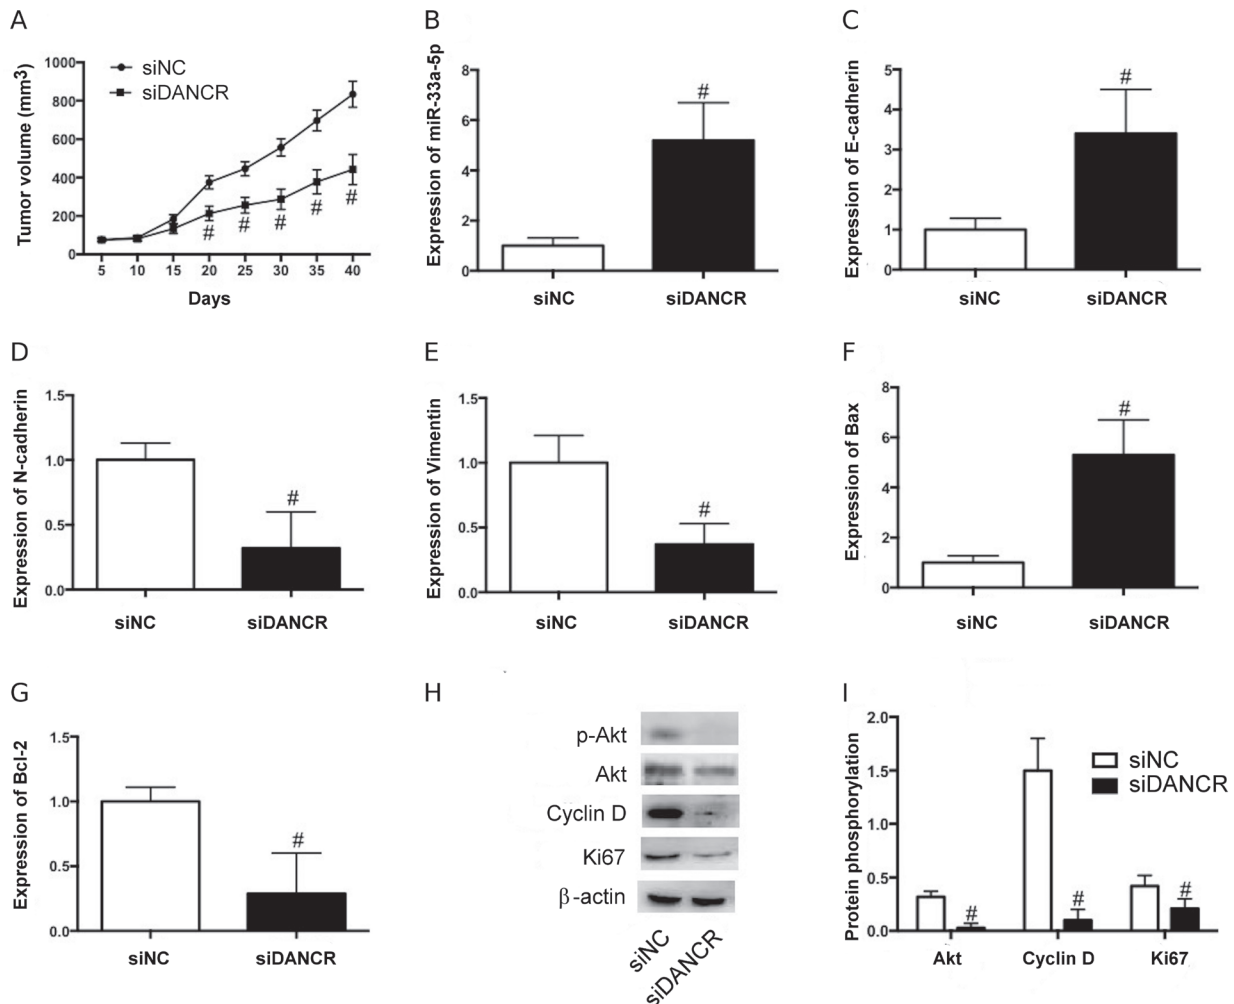 A
Tumor volume (mm3)
1000
800
600
400
200
0
siNC
siDANCR
# # # # #
5 10 15 20 25 30 35 40
Days
B
Expression of miR-33a-5p
8
6
4
2
0
#
siNC siDANCR
C
Expression of E-cadherin
5
4
3
2
1
0
#
siNC siDANCR
D
Expression of N-cadherin
1.5
1.0
0.5
0.0
#
siNC siDANCR
E
Expression of Vimentin
1.5
1.0
0.5
0.0
#
siNC siDANCR
F
Expression of Bax
8
6
4
2
0
#
siNC siDANCR
G
Expression of Bcl-2
1.5
1.0
0.5
0.0
#
siNC siDANCR
H
p-Akt
Akt
Cyclin D
Ki67
β-actin
siNC
siDANCR
I
Protein phosphorylation
2.0
1.5
1.0
0.5
0.0
siNC
siDANCR
# # #
Akt Cyclin D Ki67